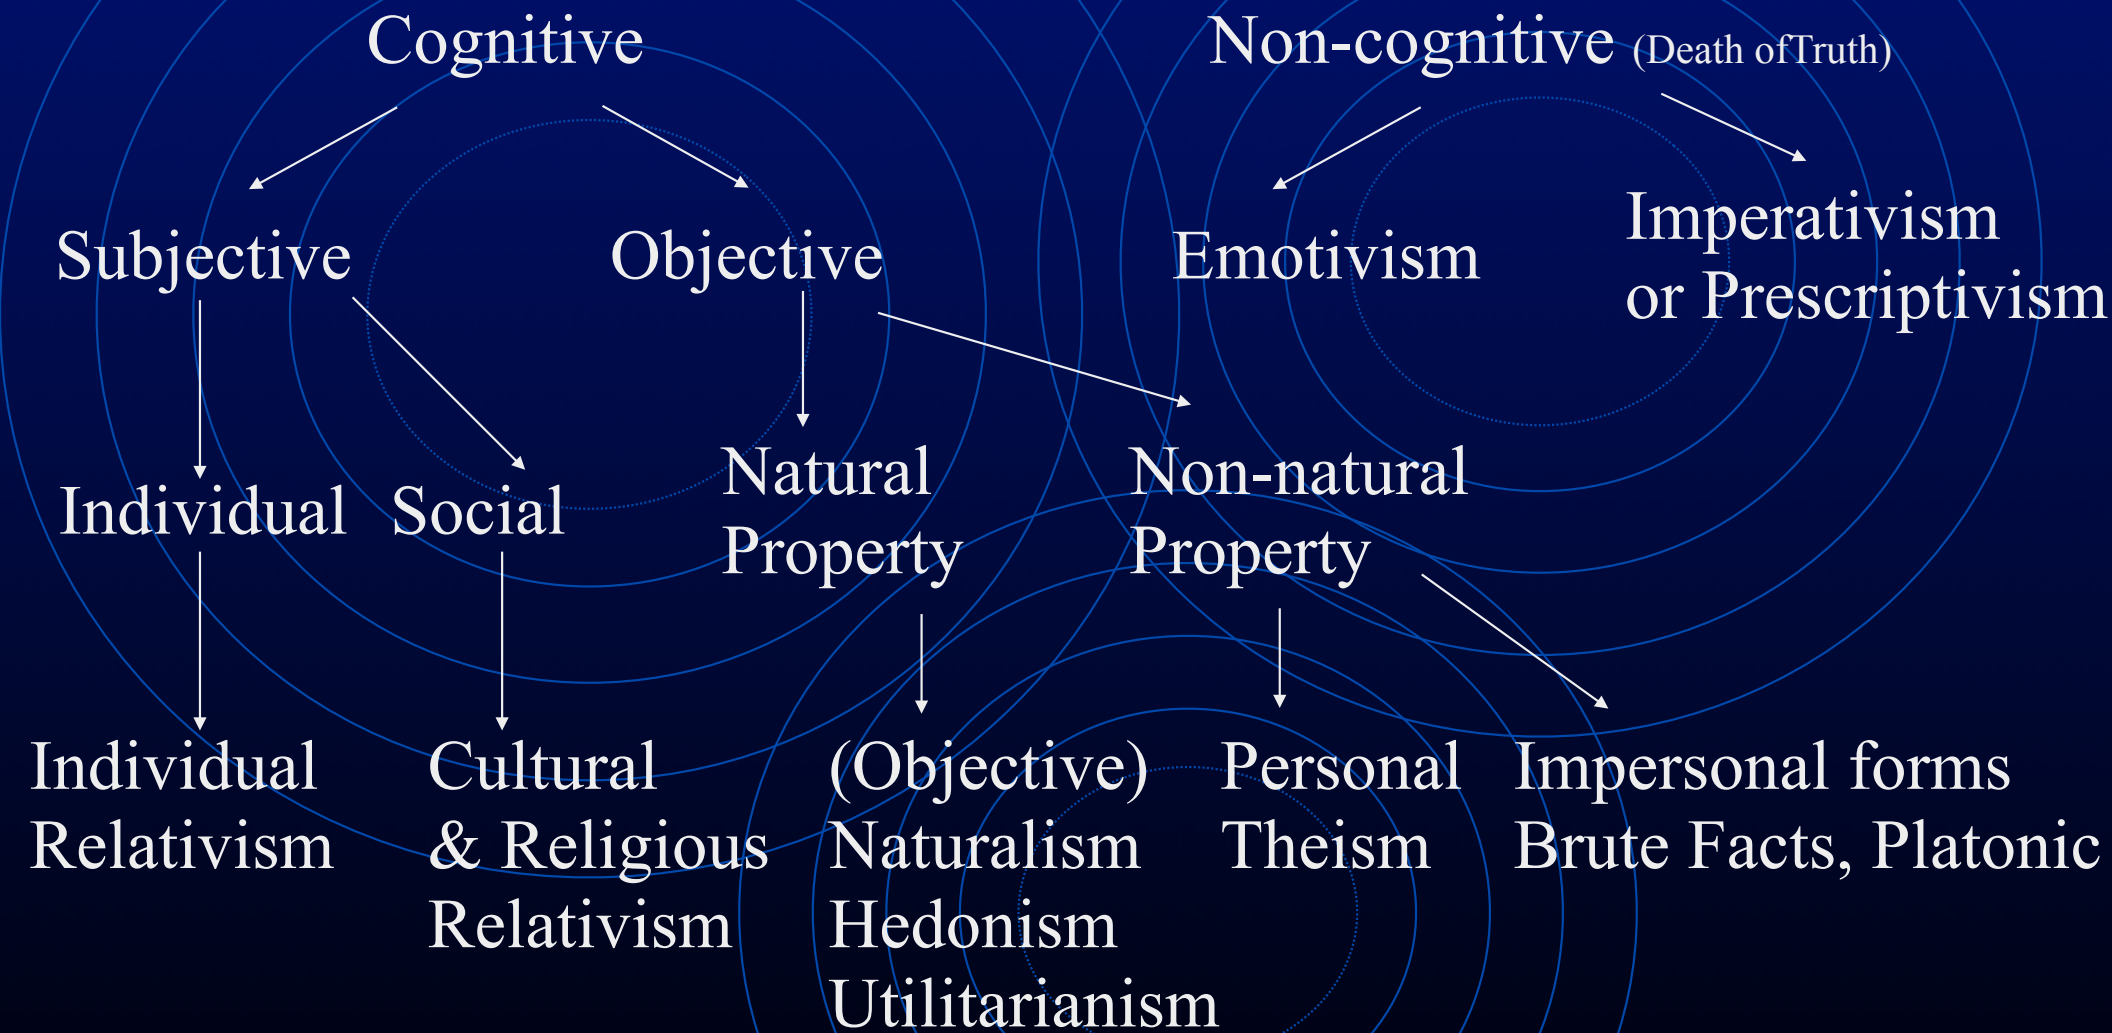 Cognitive
Non-cognitive (Death ofTruth)
Subjective
Objective
Emotivism
Imperativism
or Prescriptivism
Individual
Social
Natural
Property
Non-natural
Property
Individual
Relativism
Cultural
& Religious
Relativism
(Objective)
Naturalism
Hedonism
Utilitarianism
Personal
Theism
Impersonal forms
Brute Facts, Platonic